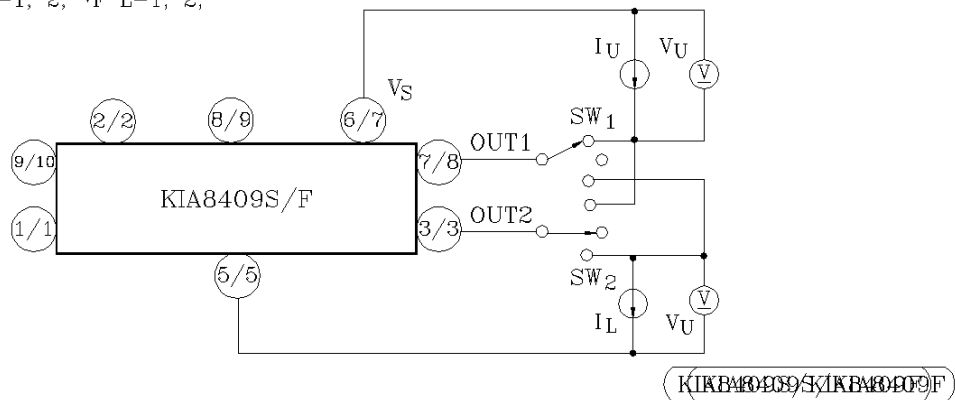 I_U V_U
V
V_S
2/2 8/9 6/7
SW_1
9/10 7/8 OUT1
KIA8409S/F
1/1 3/3 OUT2
5/5
SW_2
V
I_L V_U